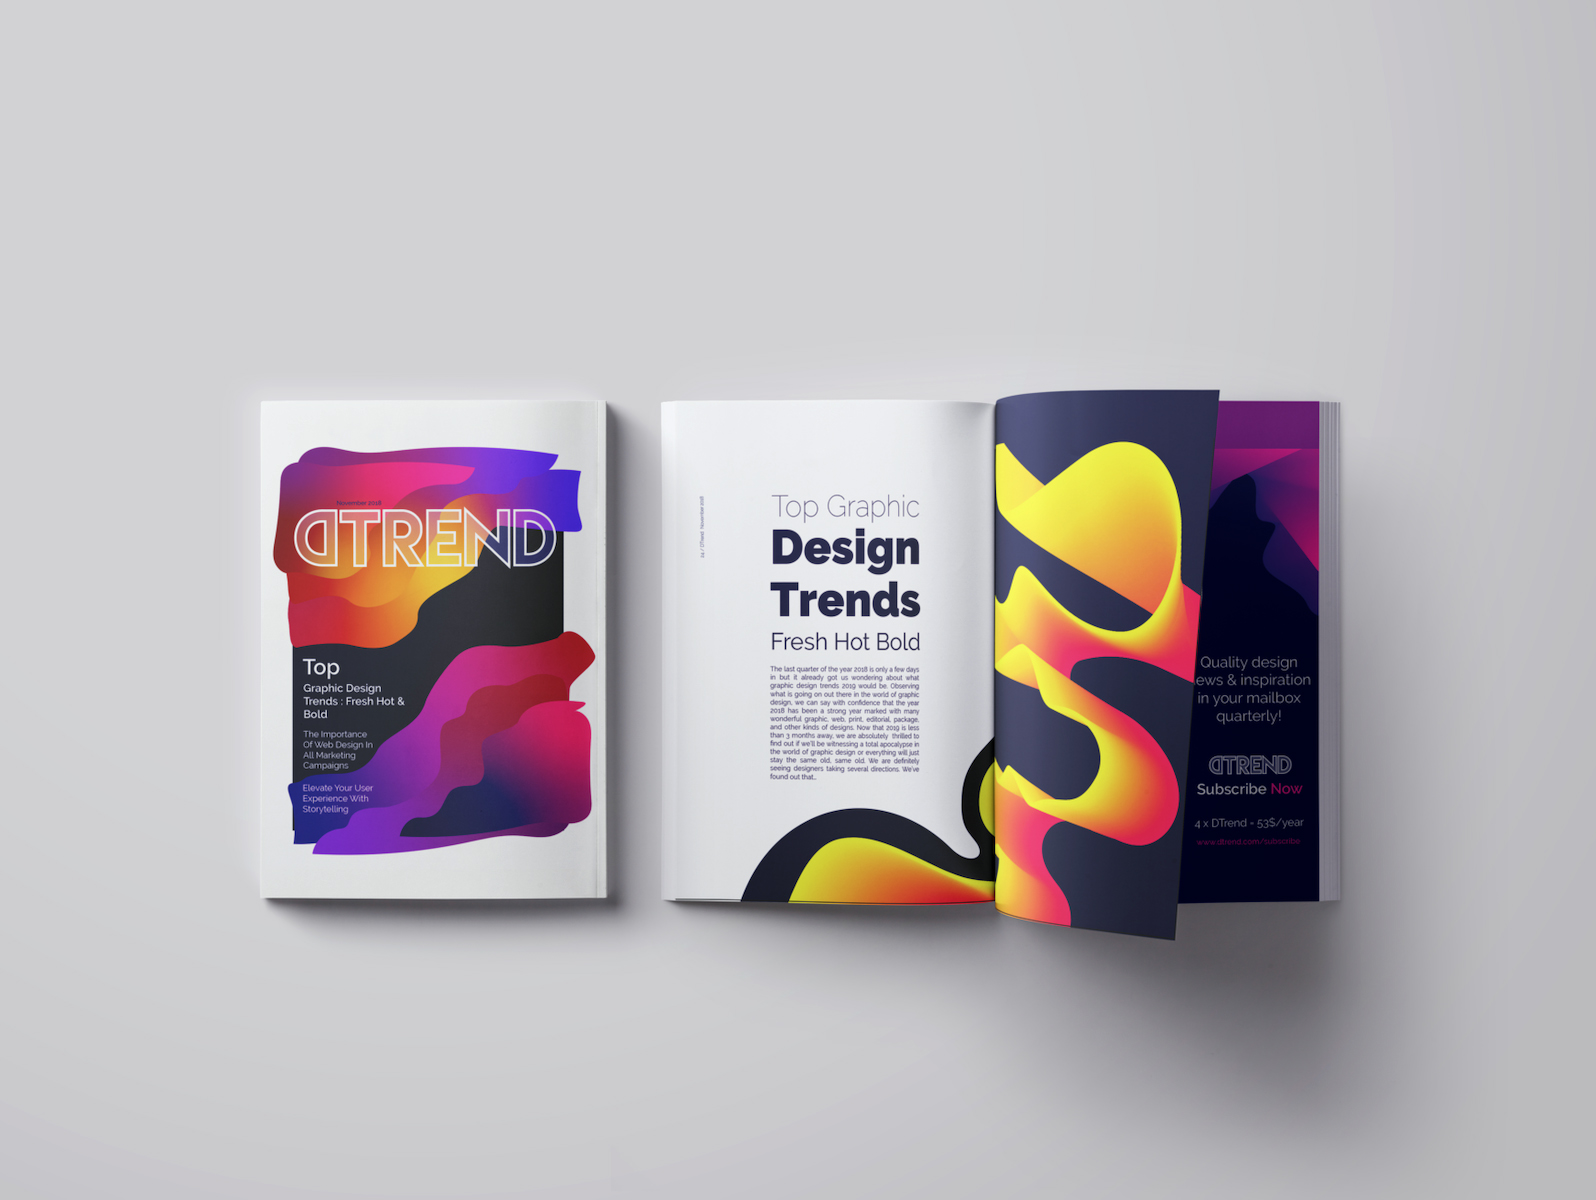 November 2018
DTREND
Top
Graphic Design
Trends : Fresh Hot &
Bold
The Importance
Of Web Design In
All Marketing
Campaigns
Elevate Your User
Experience With
Storytelling
DTrend November 2018
Top Graphic
Design
Trends
Fresh Hot Bold
The last quarter of the year 2018 is only a few days
in but it already got us wondering about what
graphic design trends 2019 would be. Observing
what is going on out there in the world of graphic
design, we can say with confidence that the year
2018 has been a strong year marked with many
wonderful graphic, web, print, editorial, package,
and other kinds of designs. Now that 2019 is less
than 3 months away, we are absolutely thrilled to
find out if we'll be witnessing a total apocalypse in
the world of graphic design or everything will just
stay the same old, same old. We are definitely
seeing designers taking several directions. We've
found out that...
Quality design
ews & inspiration
in your mailbox
quarterly!
DTREND
Subscribe Now
4 x DTrend = 53$/year
www.dtrend.com/subscribe